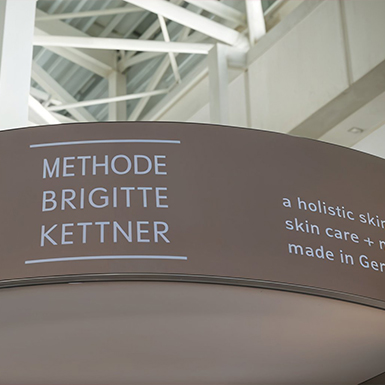 METHODE
BRIGITTE
KETTNER
a holistic
skin care +
made in